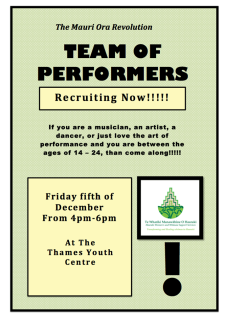 The Mauri Ora Revolution
TEAM OF
PERFORMERS
Recruiting Now!!!!!
If you are a musician, an artist, a
dancer, or just love the art of
performance and you are between the
ages of 14 – 24, than come along!!!!!
Friday fifth of
December
From 4pm-6pm
At The
Thames Youth
Centre
!